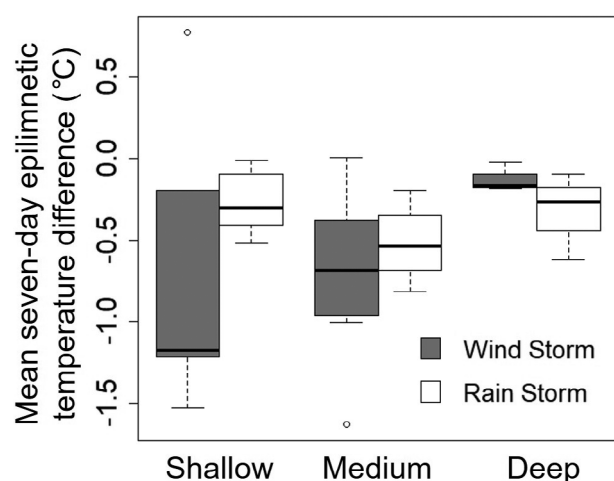 Mean seven-day epilimnetic
temperature difference (°C)
0.5
0.0
-0.5
-1.0
-1.5
Wind Storm
Rain Storm
Shallow Medium Deep